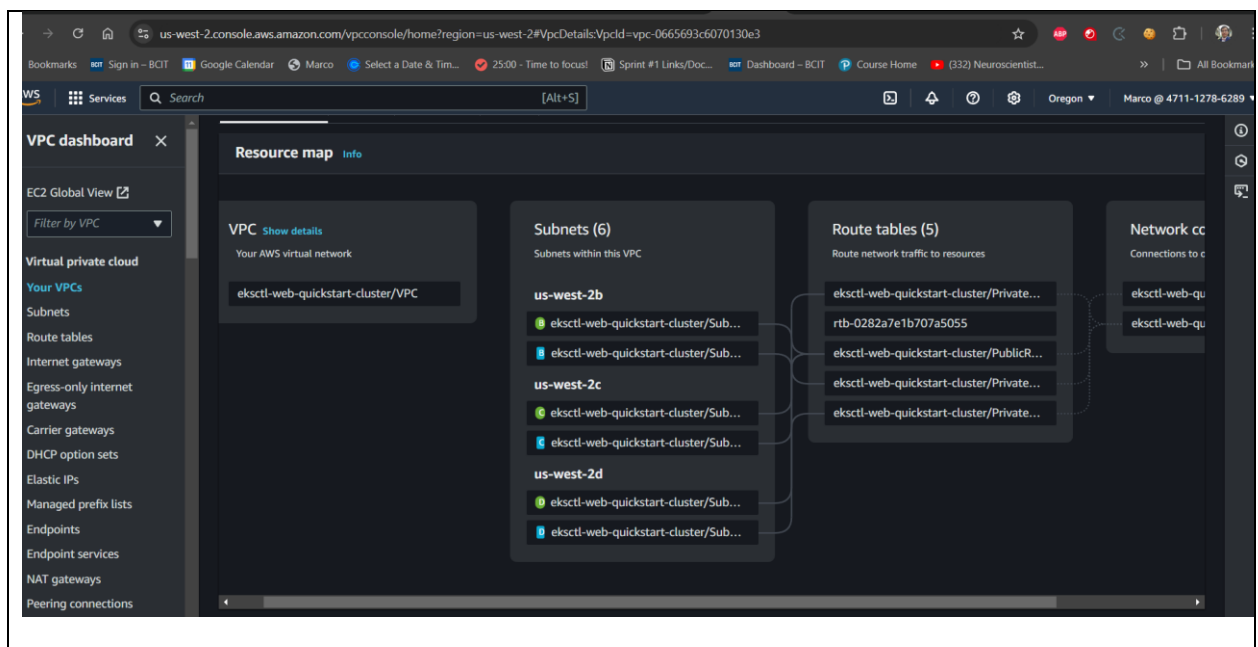 us-west-2.console.aws.amazon.com/vpcconsole/home?region=us-west-2#VpcDetails:VpcId=vpc-0665693c6070130e3
Bookmarks BCIT Sign in – BCIT Google Calendar Marco Select a Date & Tim... 25:00 - Time to focus! Sprint #1 Links/Doc... BCIT Dashboard – BCIT Course Home (332) Neuroscientist... » All Bookmark
WS Services Search [Alt+S] Oregon ▼ Marco @ 4711-1278-6289 ▼
VPC dashboard
EC2 Global View
Filter by VPC
Virtual private cloud
Your VPCs
Subnets
Route tables
Internet gateways
Egress-only internet
gateways
Carrier gateways
DHCP option sets
Elastic IPs
Managed prefix lists
Endpoints
Endpoint services
NAT gateways
Peering connections
Resource map Info
VPC Show details
Your AWS virtual network
eksctl-web-quickstart-cluster/VPC
Subnets (6)
Subnets within this VPC
us-west-2b
B eksctl-web-quickstart-cluster/Sub...
B eksctl-web-quickstart-cluster/Sub...
us-west-2c
C eksctl-web-quickstart-cluster/Sub...
C eksctl-web-quickstart-cluster/Sub...
us-west-2d
D eksctl-web-quickstart-cluster/Sub...
D eksctl-web-quickstart-cluster/Sub...
Route tables (5)
Route network traffic to resources
eksctl-web-quickstart-cluster/Private...
rtb-0282a7e1b707a5055
eksctl-web-quickstart-cluster/PublicR...
eksctl-web-quickstart-cluster/Private...
eksctl-web-quickstart-cluster/Private...
Network cc
Connections to c
eksctl-web-qu
eksctl-web-qu